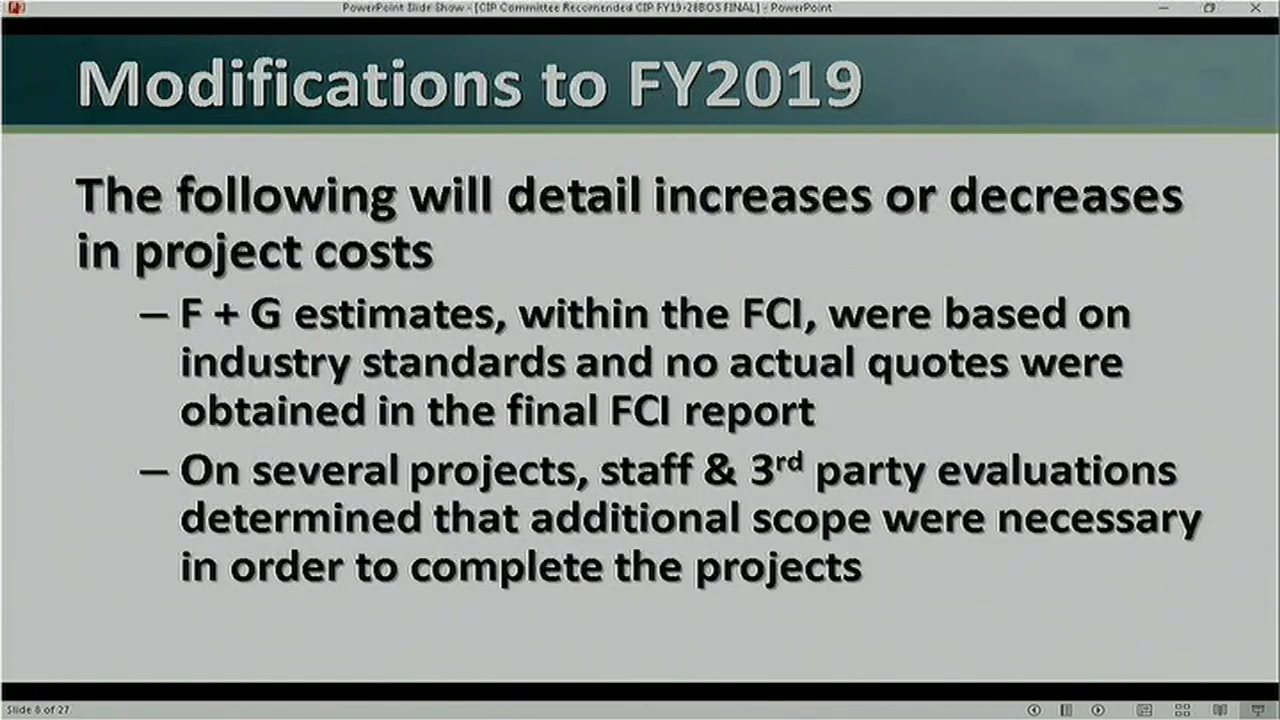 PowerPoint Slide Show - [CIP Committee Recomended CIP FY19-28BOS FINAL] - PowerPoint
Modifications to FY2019
The following will detail increases or decreases
in project costs
– F + G estimates, within the FCI, were based on
industry standards and no actual quotes were
obtained in the final FCI report
– On several projects, staff & 3rd party evaluations
determined that additional scope were necessary
in order to complete the projects
Slide 8 of 27